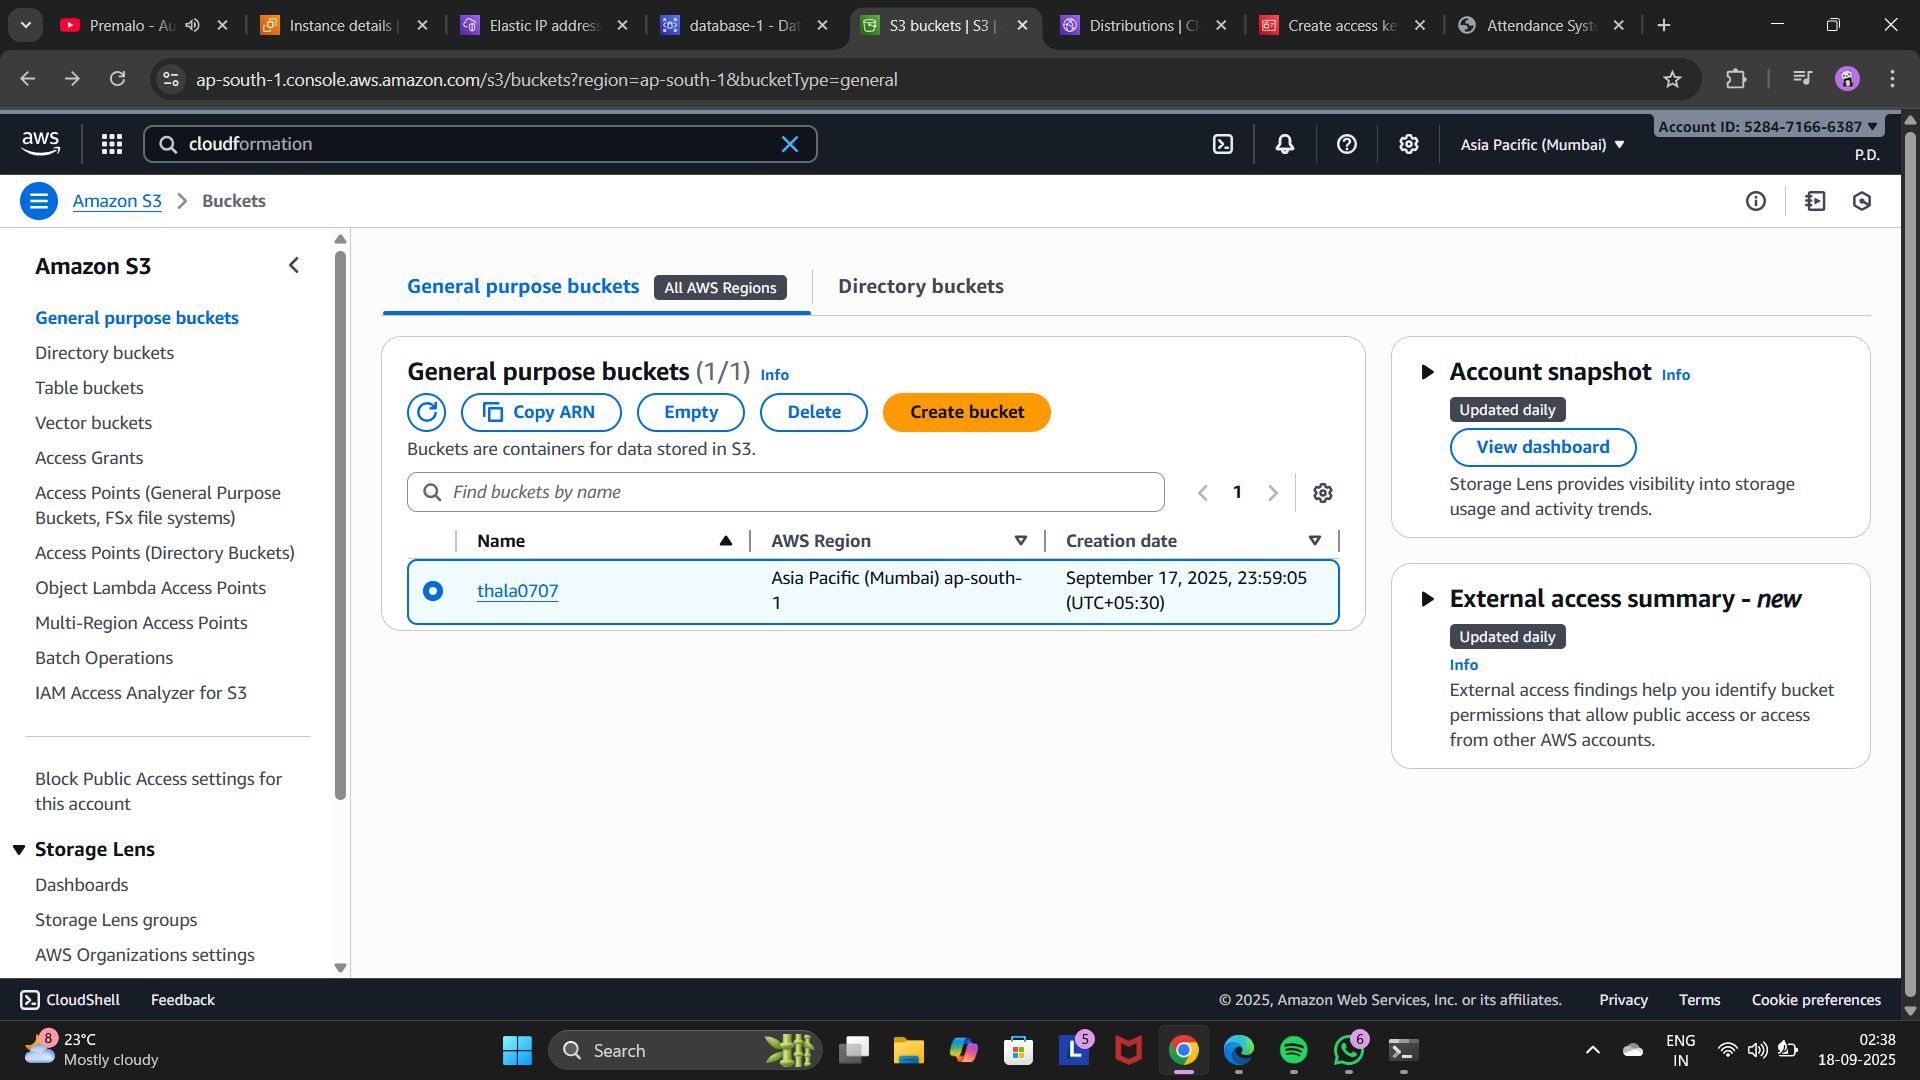 Premalo - Au
Instance details |
Elastic IP address
database-1 - Dat
S3 buckets | S3 |
Distributions | Cl
Create access ke
Attendance Syste
ap-south-1.console.aws.amazon.com/s3/buckets?region=ap-south-1&bucketType=general
aws
cloudformation
Asia Pacific (Mumbai) ▼
Account ID: 5284-7166-6387 ▼
P.D.
Amazon S3
Buckets
Amazon S3
General purpose buckets
Directory buckets
Table buckets
Vector buckets
Access Grants
Access Points (General Purpose
Buckets, FSx file systems)
Access Points (Directory Buckets)
Object Lambda Access Points
Multi-Region Access Points
Batch Operations
IAM Access Analyzer for S3
Block Public Access settings for
this account
Storage Lens
Dashboards
Storage Lens groups
AWS Organizations settings
General purpose buckets
All AWS Regions
Directory buckets
General purpose buckets (1/1) Info
Copy ARN
Empty
Delete
Create bucket
Buckets are containers for data stored in S3.
Find buckets by name
1
Name
AWS Region
Creation date
thala0707
Asia Pacific (Mumbai) ap-south-
1
September 17, 2025, 23:59:05
(UTC+05:30)
Account snapshot Info
Updated daily
View dashboard
Storage Lens provides visibility into storage
usage and activity trends.
External access summary - new
Updated daily
Info
External access findings help you identify bucket
permissions that allow public access or access
from other AWS accounts.
CloudShell
Feedback
© 2025, Amazon Web Services, Inc. or its affiliates.
Privacy
Terms
Cookie preferences
8
23°C
Mostly cloudy
Search
L
5
6
ENG
IN
02:38
18-09-2025